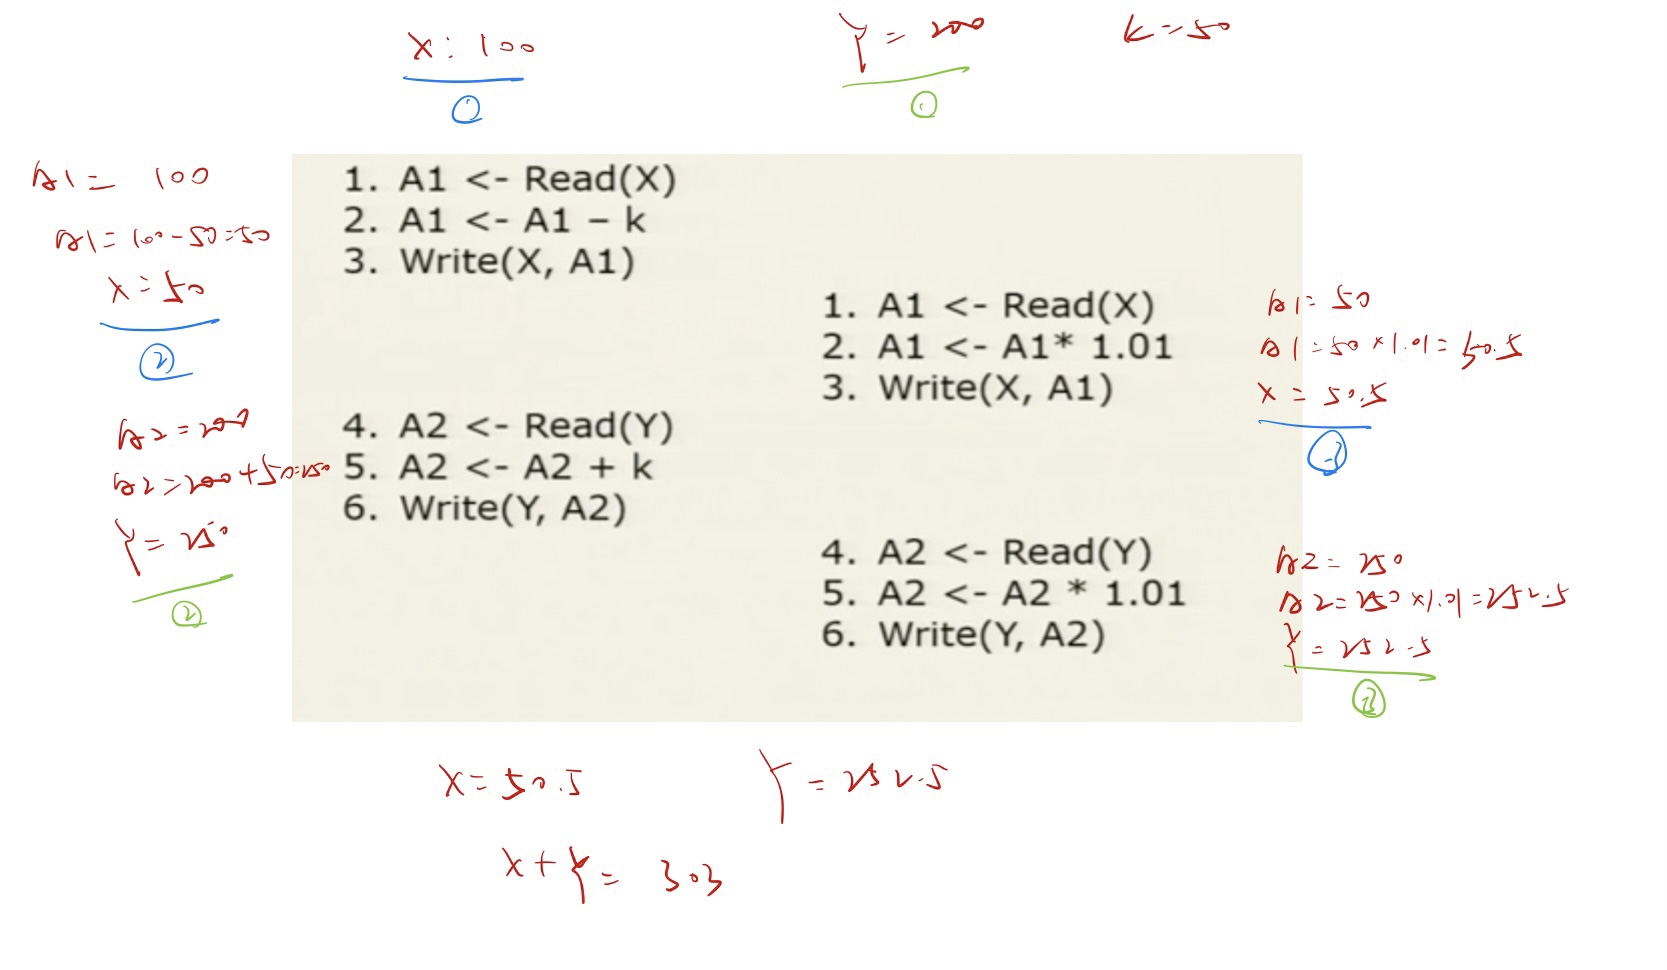 X: 100
Y = 200
k = 50
①
①
A1 = 100
A1 = 100 - 50 = 50
X = 50
②
1. A1 <- Read(X)
2. A1 <- A1 – k
3. Write(X, A1)
1. A1 <- Read(X)
2. A1 <- A1* 1.01
3. Write(X, A1)
A1 = 50
A1 = 50 × 1.01 = 50.5
X = 50.5
③
A2 = 200
A2 = 200 + 50 = 250
Y = 250
②
4. A2 <- Read(Y)
5. A2 <- A2 + k
6. Write(Y, A2)
4. A2 <- Read(Y)
5. A2 <- A2 * 1.01
6. Write(Y, A2)
A2 = 250
A2 = 250 × 1.01 = 252.5
Y = 252.5
③
X = 50.5
Y = 252.5
X + Y = 303